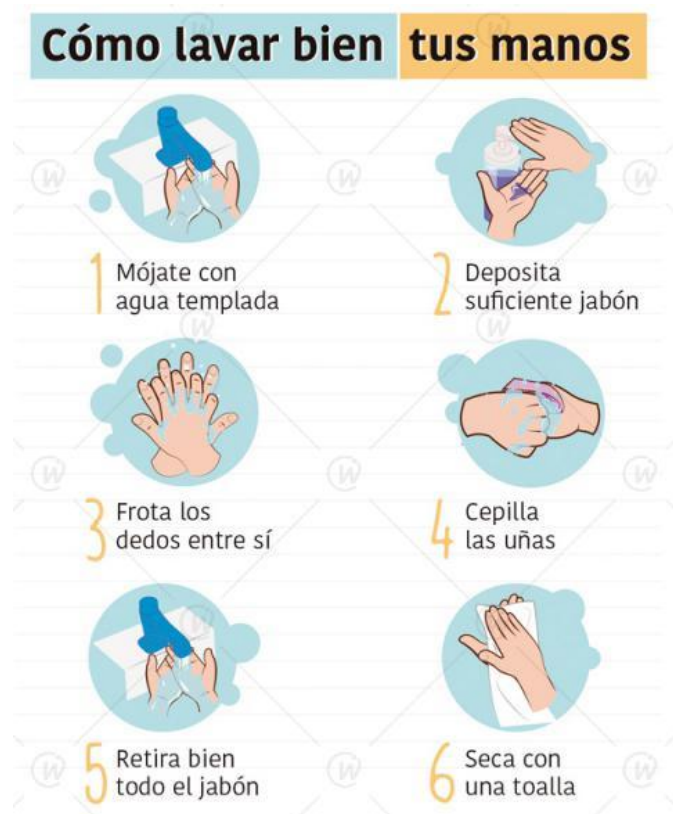 Cómo lavar bien tus manos
1 Mójate con
agua templada
2 Deposita
suficiente jabón
3 Frota los
dedos entre sí
4 Cepilla
las uñas
5 Retira bien
todo el jabón
6 Seca con
una toalla